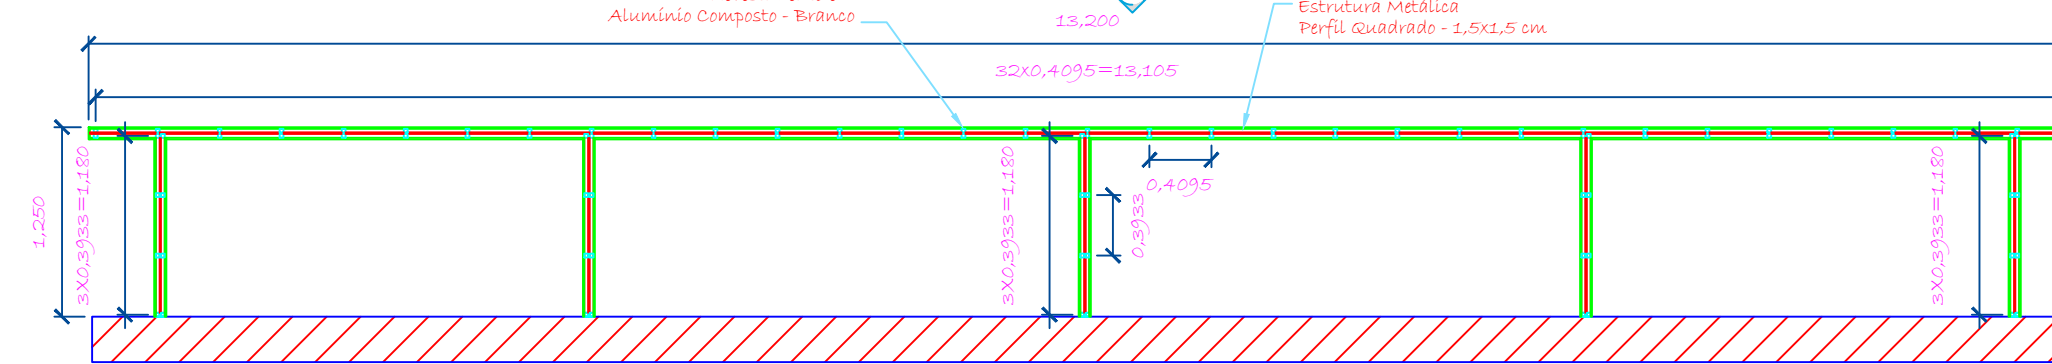 Alumínio Composto - Branco
13,200
Estrutura Metálica
Perfil Quadrado - 1,5x1,5 cm
32x0,4095=13,105
1,250
3x0,3933=1,180
3x0,3933=1,180
0,3933
0,4095
3x0,3933=1,180